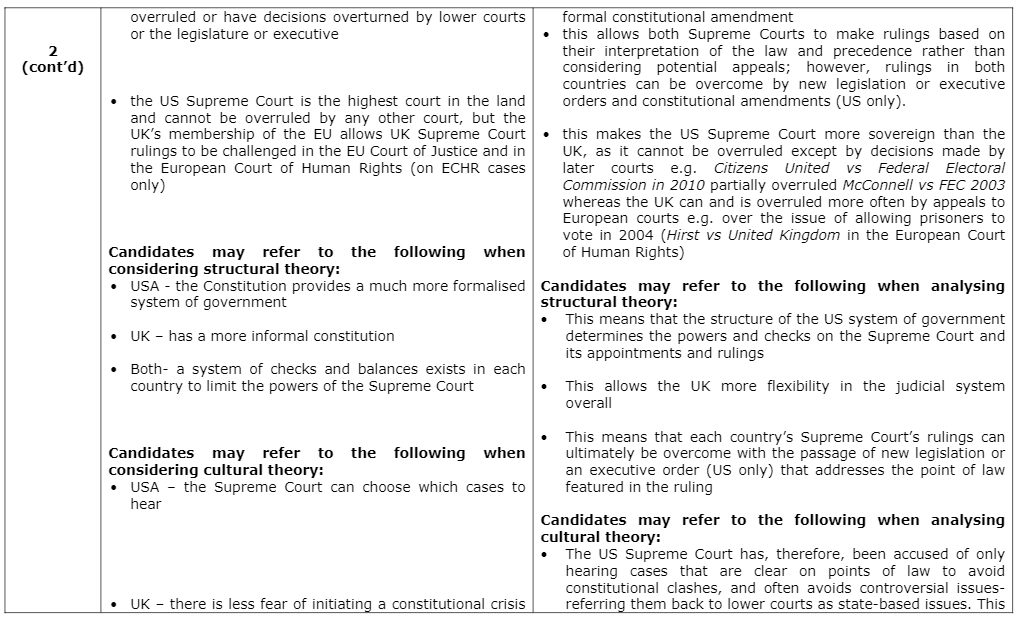 2
(cont’d)
overruled or have decisions overturned by lower courts
or the legislature or executive
• the US Supreme Court is the highest court in the land
and cannot be overruled by any other court, but the
UK’s membership of the EU allows UK Supreme Court
rulings to be challenged in the EU Court of Justice and in
the European Court of Human Rights (on ECHR cases
only)
Candidates may refer to the following when
considering structural theory:
• USA - the Constitution provides a much more formalised
system of government
• UK – has a more informal constitution
• Both- a system of checks and balances exists in each
country to limit the powers of the Supreme Court
Candidates may refer to the following when
considering cultural theory:
• USA – the Supreme Court can choose which cases to
hear
• UK – there is less fear of initiating a constitutional crisis
formal constitutional amendment
• this allows both Supreme Courts to make rulings based on
their interpretation of the law and precedence rather than
considering potential appeals; however, rulings in both
countries can be overcome by new legislation or executive
orders and constitutional amendments (US only).
• this makes the US Supreme Court more sovereign than the
UK, as it cannot be overruled except by decisions made by
later courts e.g. Citizens United vs Federal Electoral
Commission in 2010 partially overruled McConnell vs FEC 2003
whereas the UK can and is overruled more often by appeals to
European courts e.g. over the issue of allowing prisoners to
vote in 2004 (Hirst vs United Kingdom in the European Court
of Human Rights)
Candidates may refer to the following when analysing
structural theory:
• This means that the structure of the US system of government
determines the powers and checks on the Supreme Court and
its appointments and rulings
• This allows the UK more flexibility in the judicial system
overall
• This means that each country’s Supreme Court’s rulings can
ultimately be overcome with the passage of new legislation or
an executive order (US only) that addresses the point of law
featured in the ruling
Candidates may refer to the following when analysing
cultural theory:
• The US Supreme Court has, therefore, been accused of only
hearing cases that are clear on points of law to avoid
constitutional clashes, and often avoids controversial issues-
referring them back to lower courts as state-based issues. This